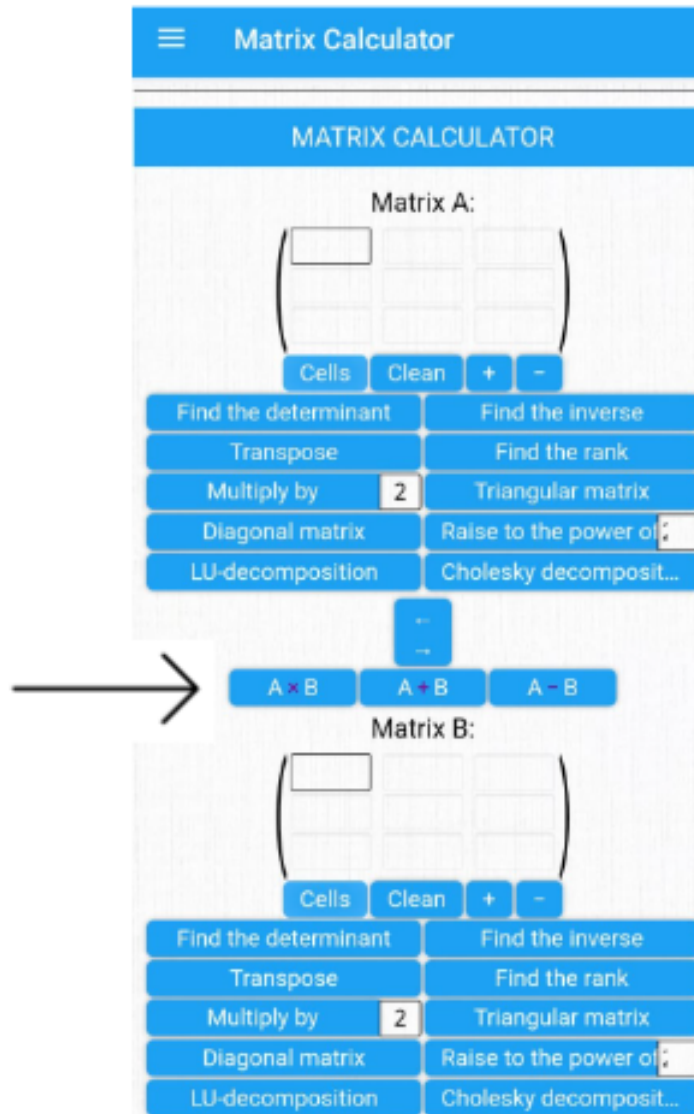 Matrix Calculator
MATRIX CALCULATOR
Matrix A:
Cells Clean + −
Find the determinant Find the inverse
Transpose Find the rank
Multiply by 2 Triangular matrix
Diagonal matrix Raise to the power of
LU-decomposition Cholesky decomposit...
←
→
A × B A + B A − B
Matrix B:
Cells Clean + −
Find the determinant Find the inverse
Transpose Find the rank
Multiply by 2 Triangular matrix
Diagonal matrix Raise to the power of
LU-decomposition Cholesky decomposit...